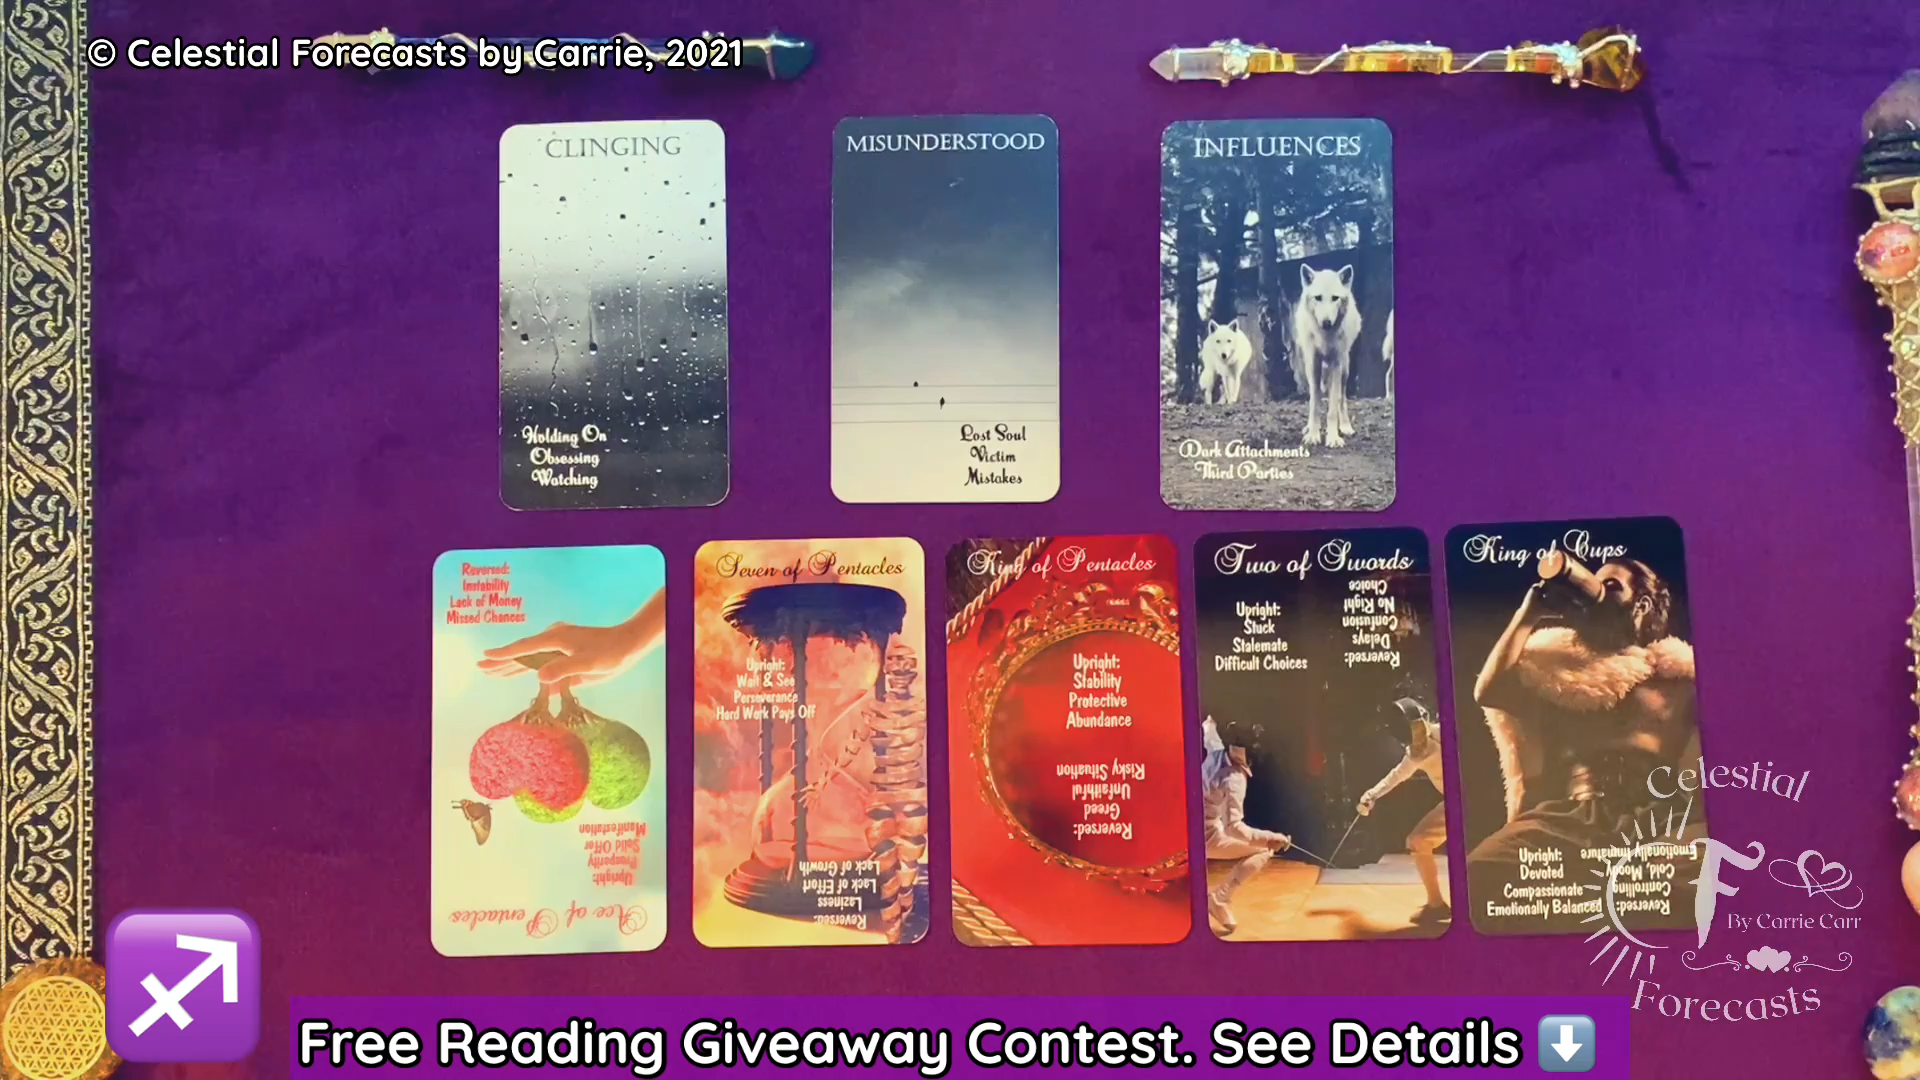 © Celestial Forecasts by Carrie, 2021
CLINGING
Holding On
Obsessing
Watching
MISUNDERSTOOD
Lost Soul
Victim
Mistakes
INFLUENCES
Dark Attachments
Third Parties
Reversed:
Instability
Lack of Money
Missed Chances
Ace of Pentacles
Upright:
Prosperity
Solid Offer
Manifestation
Seven of Pentacles
Upright:
Wait & See
Perseverance
Hard Work Pays Off
Reversed:
Laziness
Lack of Effort
Lack of Growth
King of Pentacles
Upright:
Stability
Protective
Abundance
Reversed:
Greed
Unfaithful
Risky Situation
Two of Swords
Upright:
Stuck
Stalemate
Difficult Choices
Reversed:
Delays
Confusion
No Right
Choice
King of Cups
Upright:
Devoted
Compassionate
Emotionally Balanced
Reversed:
Controlling
Cold, Moody
Emotionally Immature
Celestial
CF
By Carrie Carr
Forecasts
Free Reading Giveaway Contest. See Details